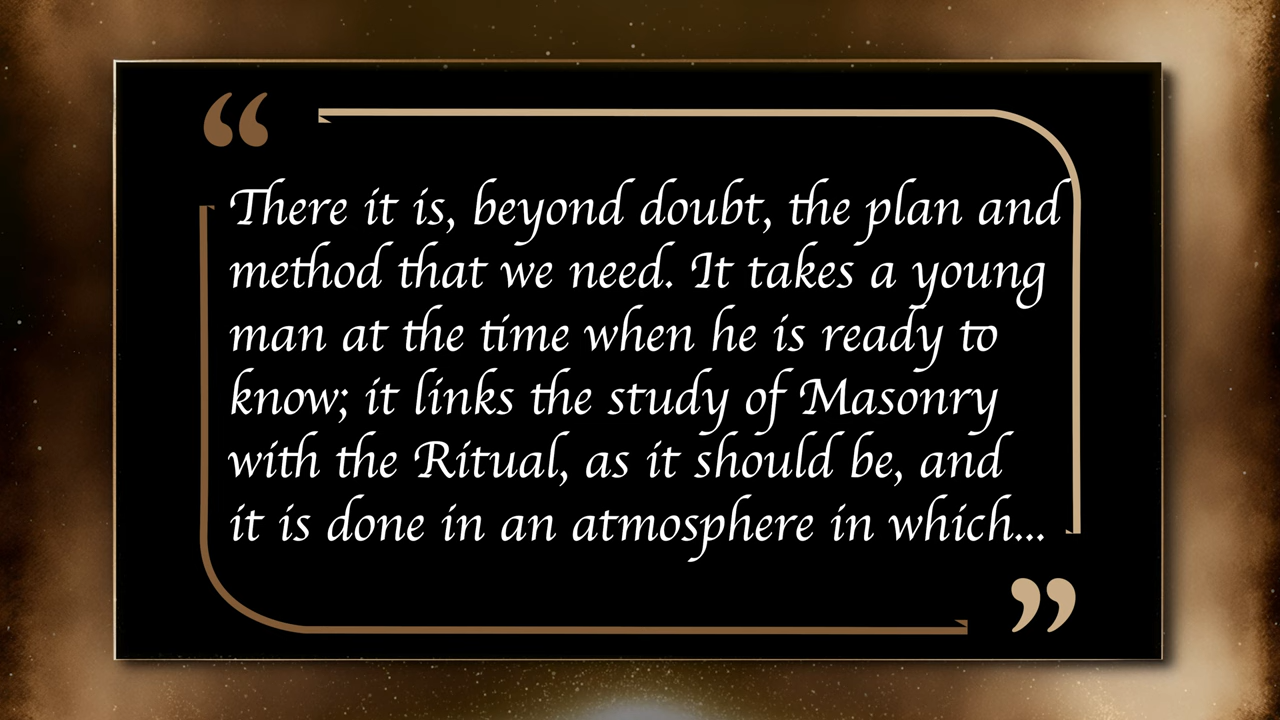 “
There it is, beyond doubt, the plan and
method that we need. It takes a young
man at the time when he is ready to
know; it links the study of Masonry
with the Ritual, as it should be, and
it is done in an atmosphere in which...
”